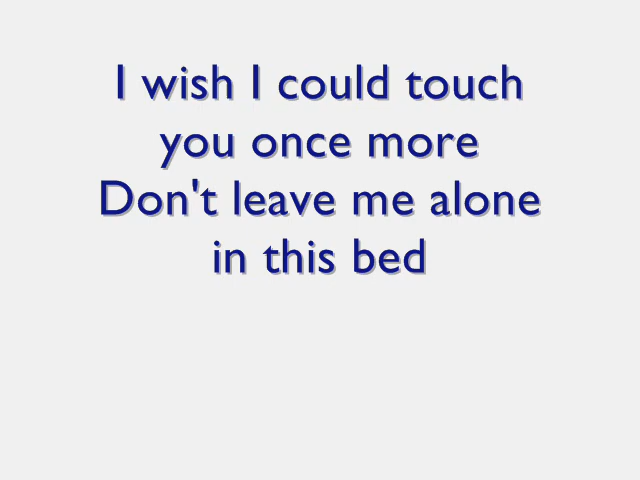 I wish I could touch
you once more
Don't leave me alone
in this bed